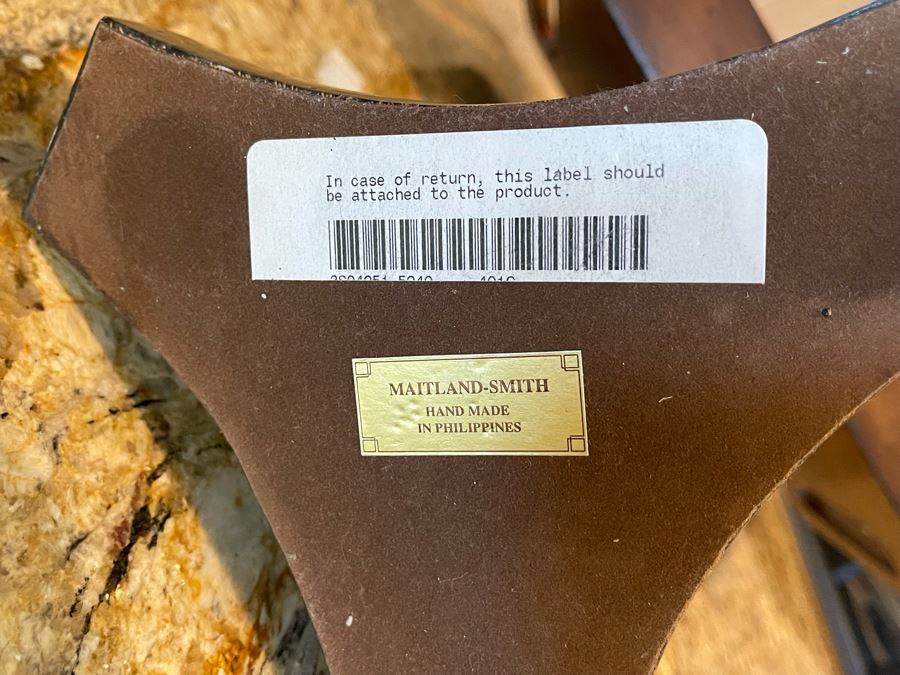 In case of return, this label should
be attached to the product.
MAITLAND-SMITH
HAND MADE
IN PHILIPPINES